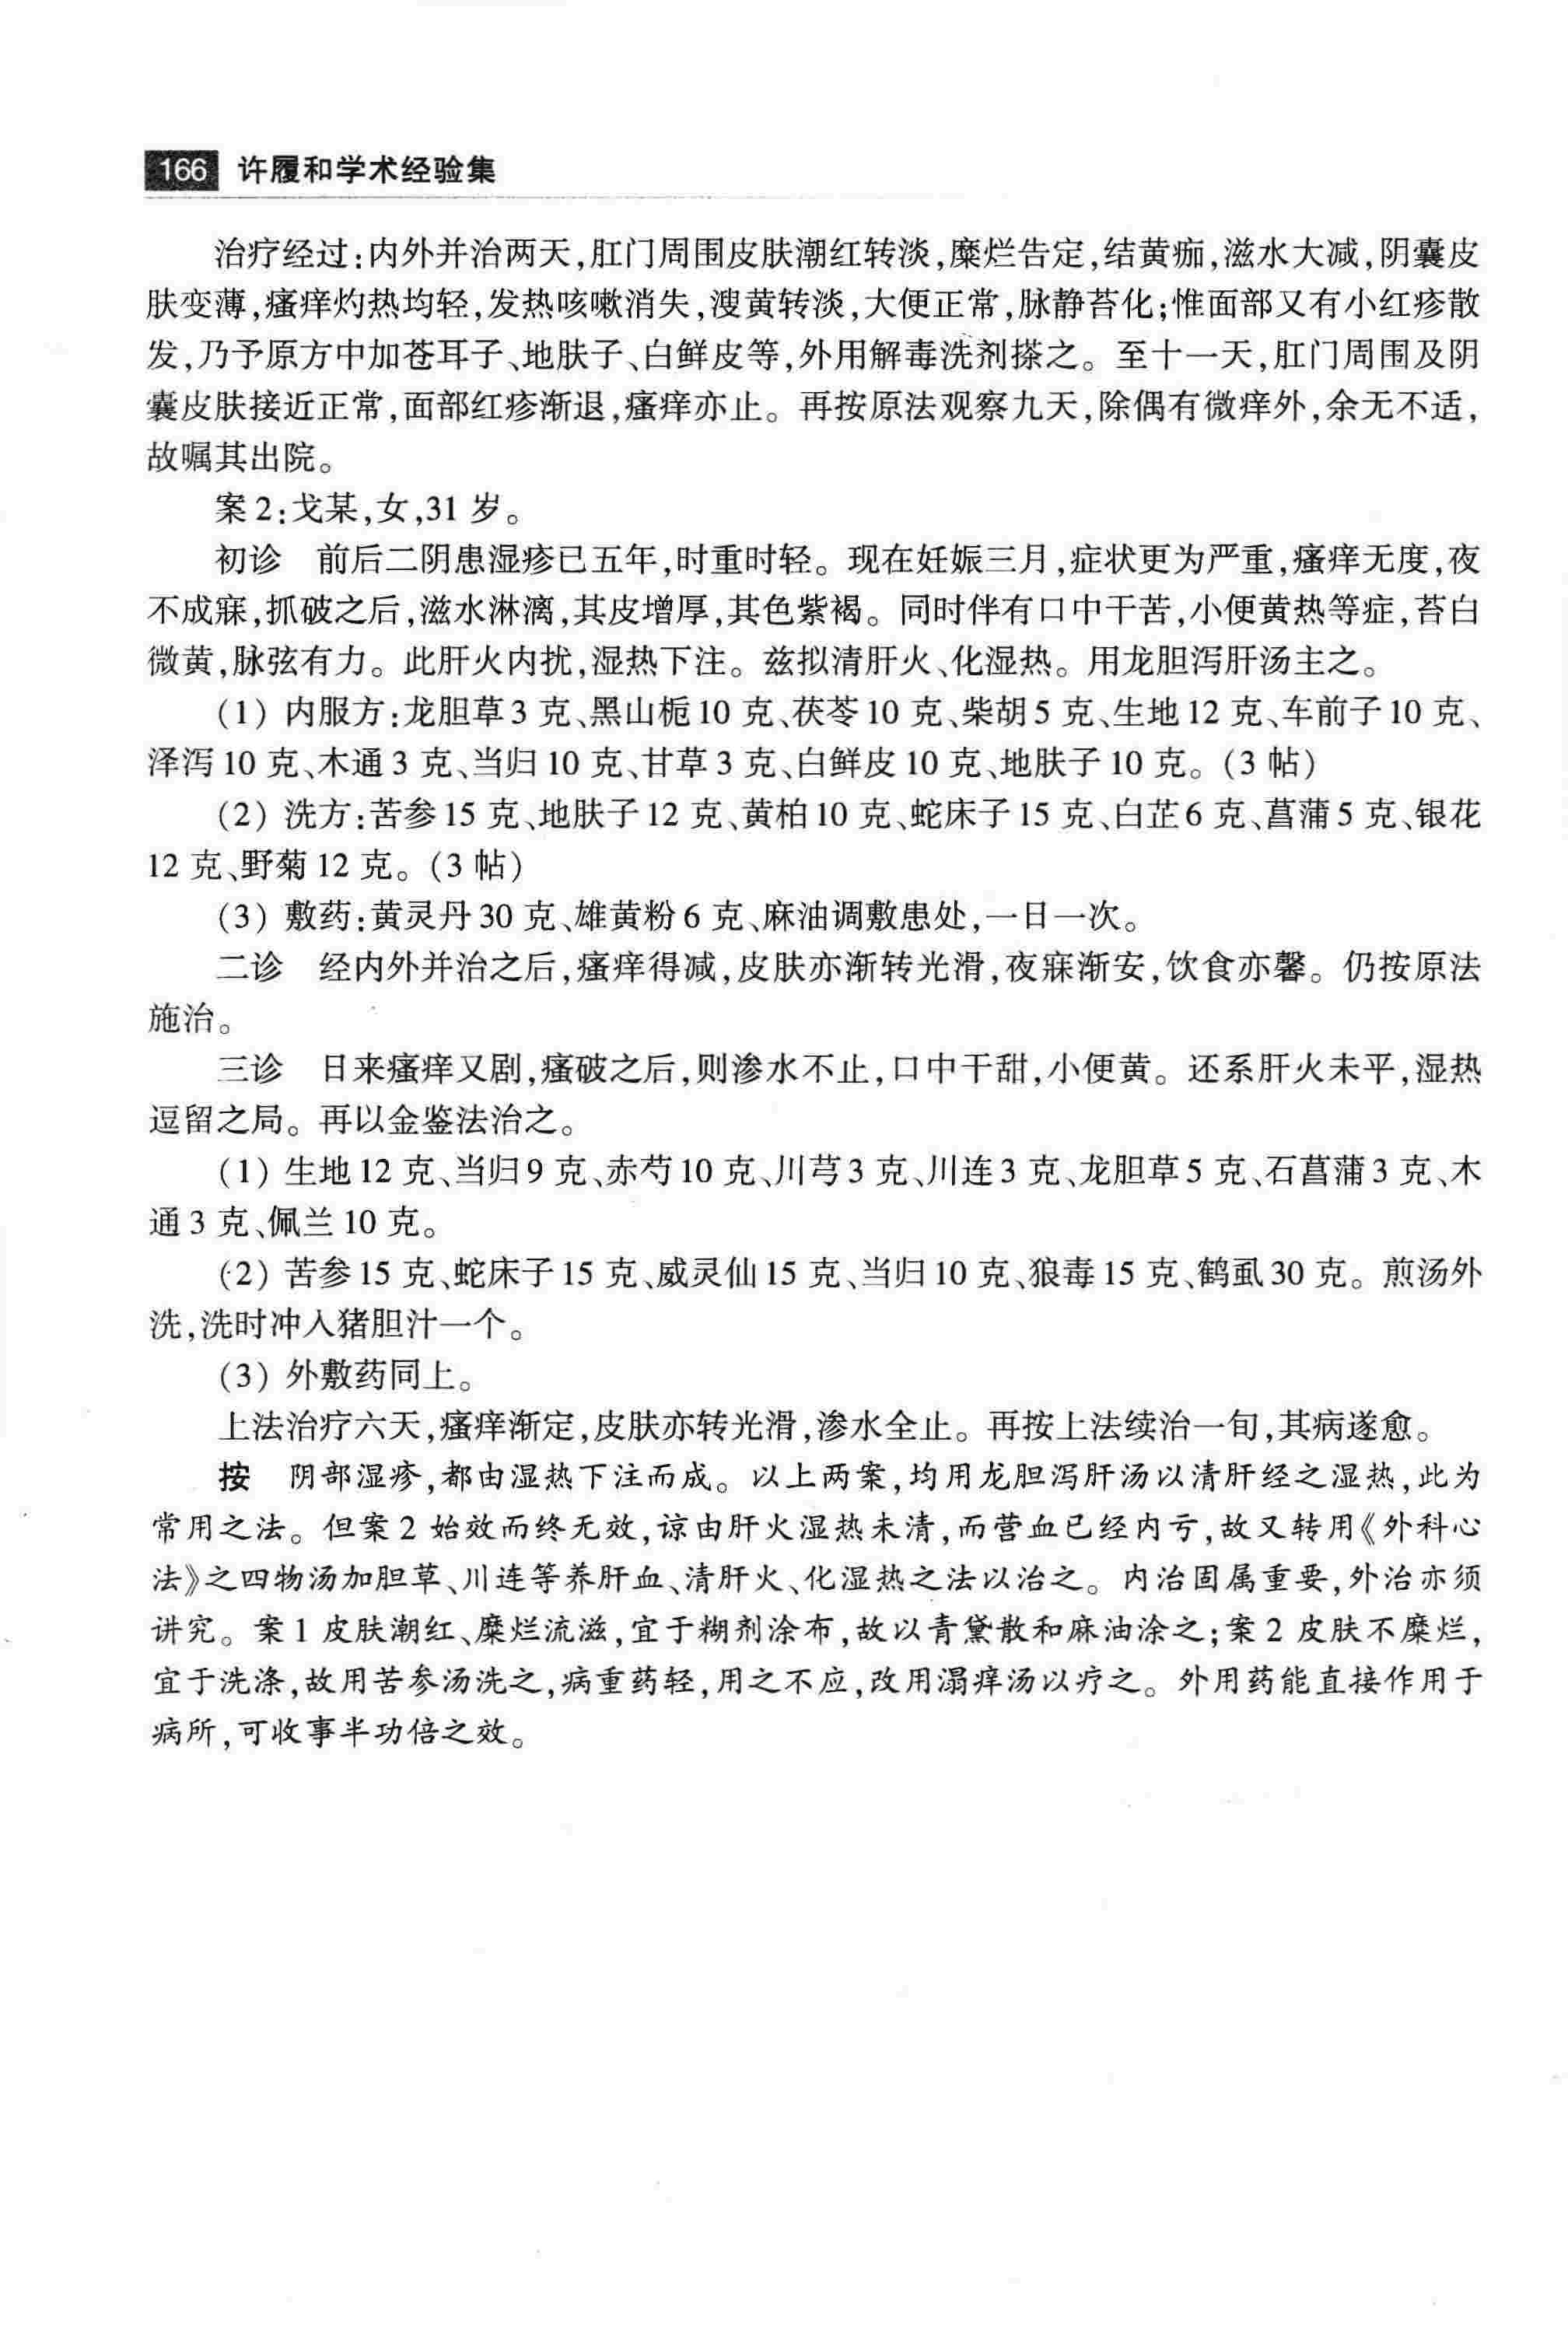 166 许履和学术经验集
治疗经过:内外并治两天,肛门周围皮肤潮红转淡,糜烂告定,结黄痂,滋水大减,阴囊皮
肤变薄,瘙痒灼热均轻,发热咳嗽消失,溲黄转淡,大便正常,脉静苔化;惟面部又有小红疹散
发,乃予原方中加苍耳子、地肤子、白鲜皮等,外用解毒洗剂搽之。至十一天,肛门周围及阴
囊皮肤接近正常,面部红疹渐退,瘙痒亦止。再按原法观察九天,除偶有微痒外,余无不适,
故嘱其出院。
案2:戈某,女,31岁。
初诊 前后二阴患湿疹已五年,时重时轻。现在妊娠三月,症状更为严重,瘙痒无度,夜
不成寐,抓破之后,滋水淋漓,其皮增厚,其色紫褐。同时伴有口中干苦,小便黄热等症,苔白
微黄,脉弦有力。此肝火内扰,湿热下注。兹拟清肝火、化湿热。用龙胆泻肝汤主之。
(1) 内服方:龙胆草3克、黑山栀10克、茯苓10克、柴胡5克、生地12克、车前子10克、
泽泻10克、木通3克、当归10克、甘草3克、白鲜皮10克、地肤子10克。(3帖)
(2) 洗方:苦参15克、地肤子12克、黄柏10克、蛇床子15克、白芷6克、菖蒲5克、银花
12克、野菊12克。(3帖)
(3) 敷药:黄灵丹30克、雄黄粉6克、麻油调敷患处,一日一次。
二诊 经内外并治之后,瘙痒得减,皮肤亦渐转光滑,夜寐渐安,饮食亦馨。仍按原法
施治。
三诊 日来瘙痒又剧,瘙破之后,则渗水不止,口中干甜,小便黄。还系肝火未平,湿热
逗留之局。再以金鉴法治之。
(1) 生地12克、当归9克、赤芍10克、川芎3克、川连3克、龙胆草5克、石菖蒲3克、木
通3克、佩兰10克。
(2) 苦参15克、蛇床子15克、威灵仙15克、当归10克、狼毒15克、鹤虱30克。煎汤外
洗,洗时冲入猪胆汁一个。
(3) 外敷药同上。
上法治疗六天,瘙痒渐定,皮肤亦转光滑,渗水全止。再按上法续治一旬,其病遂愈。
按 阴部湿疹,都由湿热下注而成。以上两案,均用龙胆泻肝汤以清肝经之湿热,此为
常用之法。但案2始效而终无效,谅由肝火湿热未清,而营血已经内亏,故又转用《外科心
法》之四物汤加胆草、川连等养肝血、清肝火、化湿热之法以治之。内治固属重要,外治亦须
讲究。案1皮肤潮红、糜烂流滋,宜于糊剂涂布,故以青黛散和麻油涂之;案2皮肤不糜烂,
宜于洗涤,故用苦参汤洗之,病重药轻,用之不应,改用溻痒汤以疗之。外用药能直接作用于
病所,可收事半功倍之效。